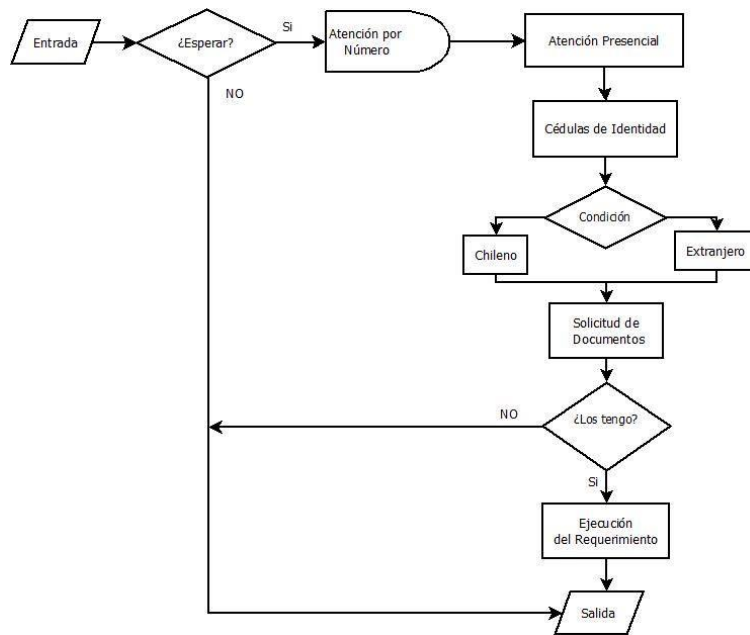 Entrada
¿Esperar?
Si
Atención por
Número
Atención Presencial
NO
Cédulas de Identidad
Condición
Chileno
Extranjero
Solicitud de
Documentos
NO
¿Los tengo?
Si
Ejecución
del Requerimiento
Salida